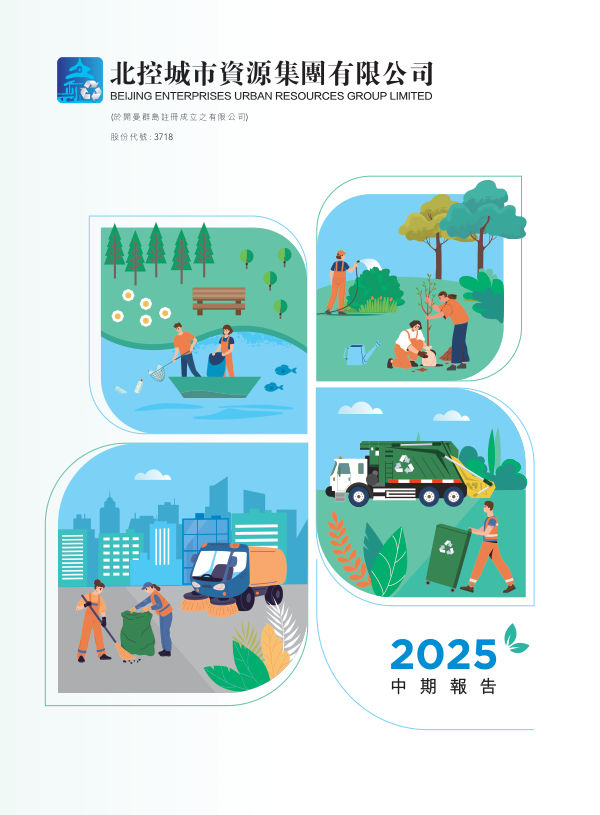 北控城市資源集團有限公司
BEIJING ENTERPRISES URBAN RESOURCES GROUP LIMITED
(於開曼群島註冊成立之有限公司)
股份代號 : 3718
2025
中期報告